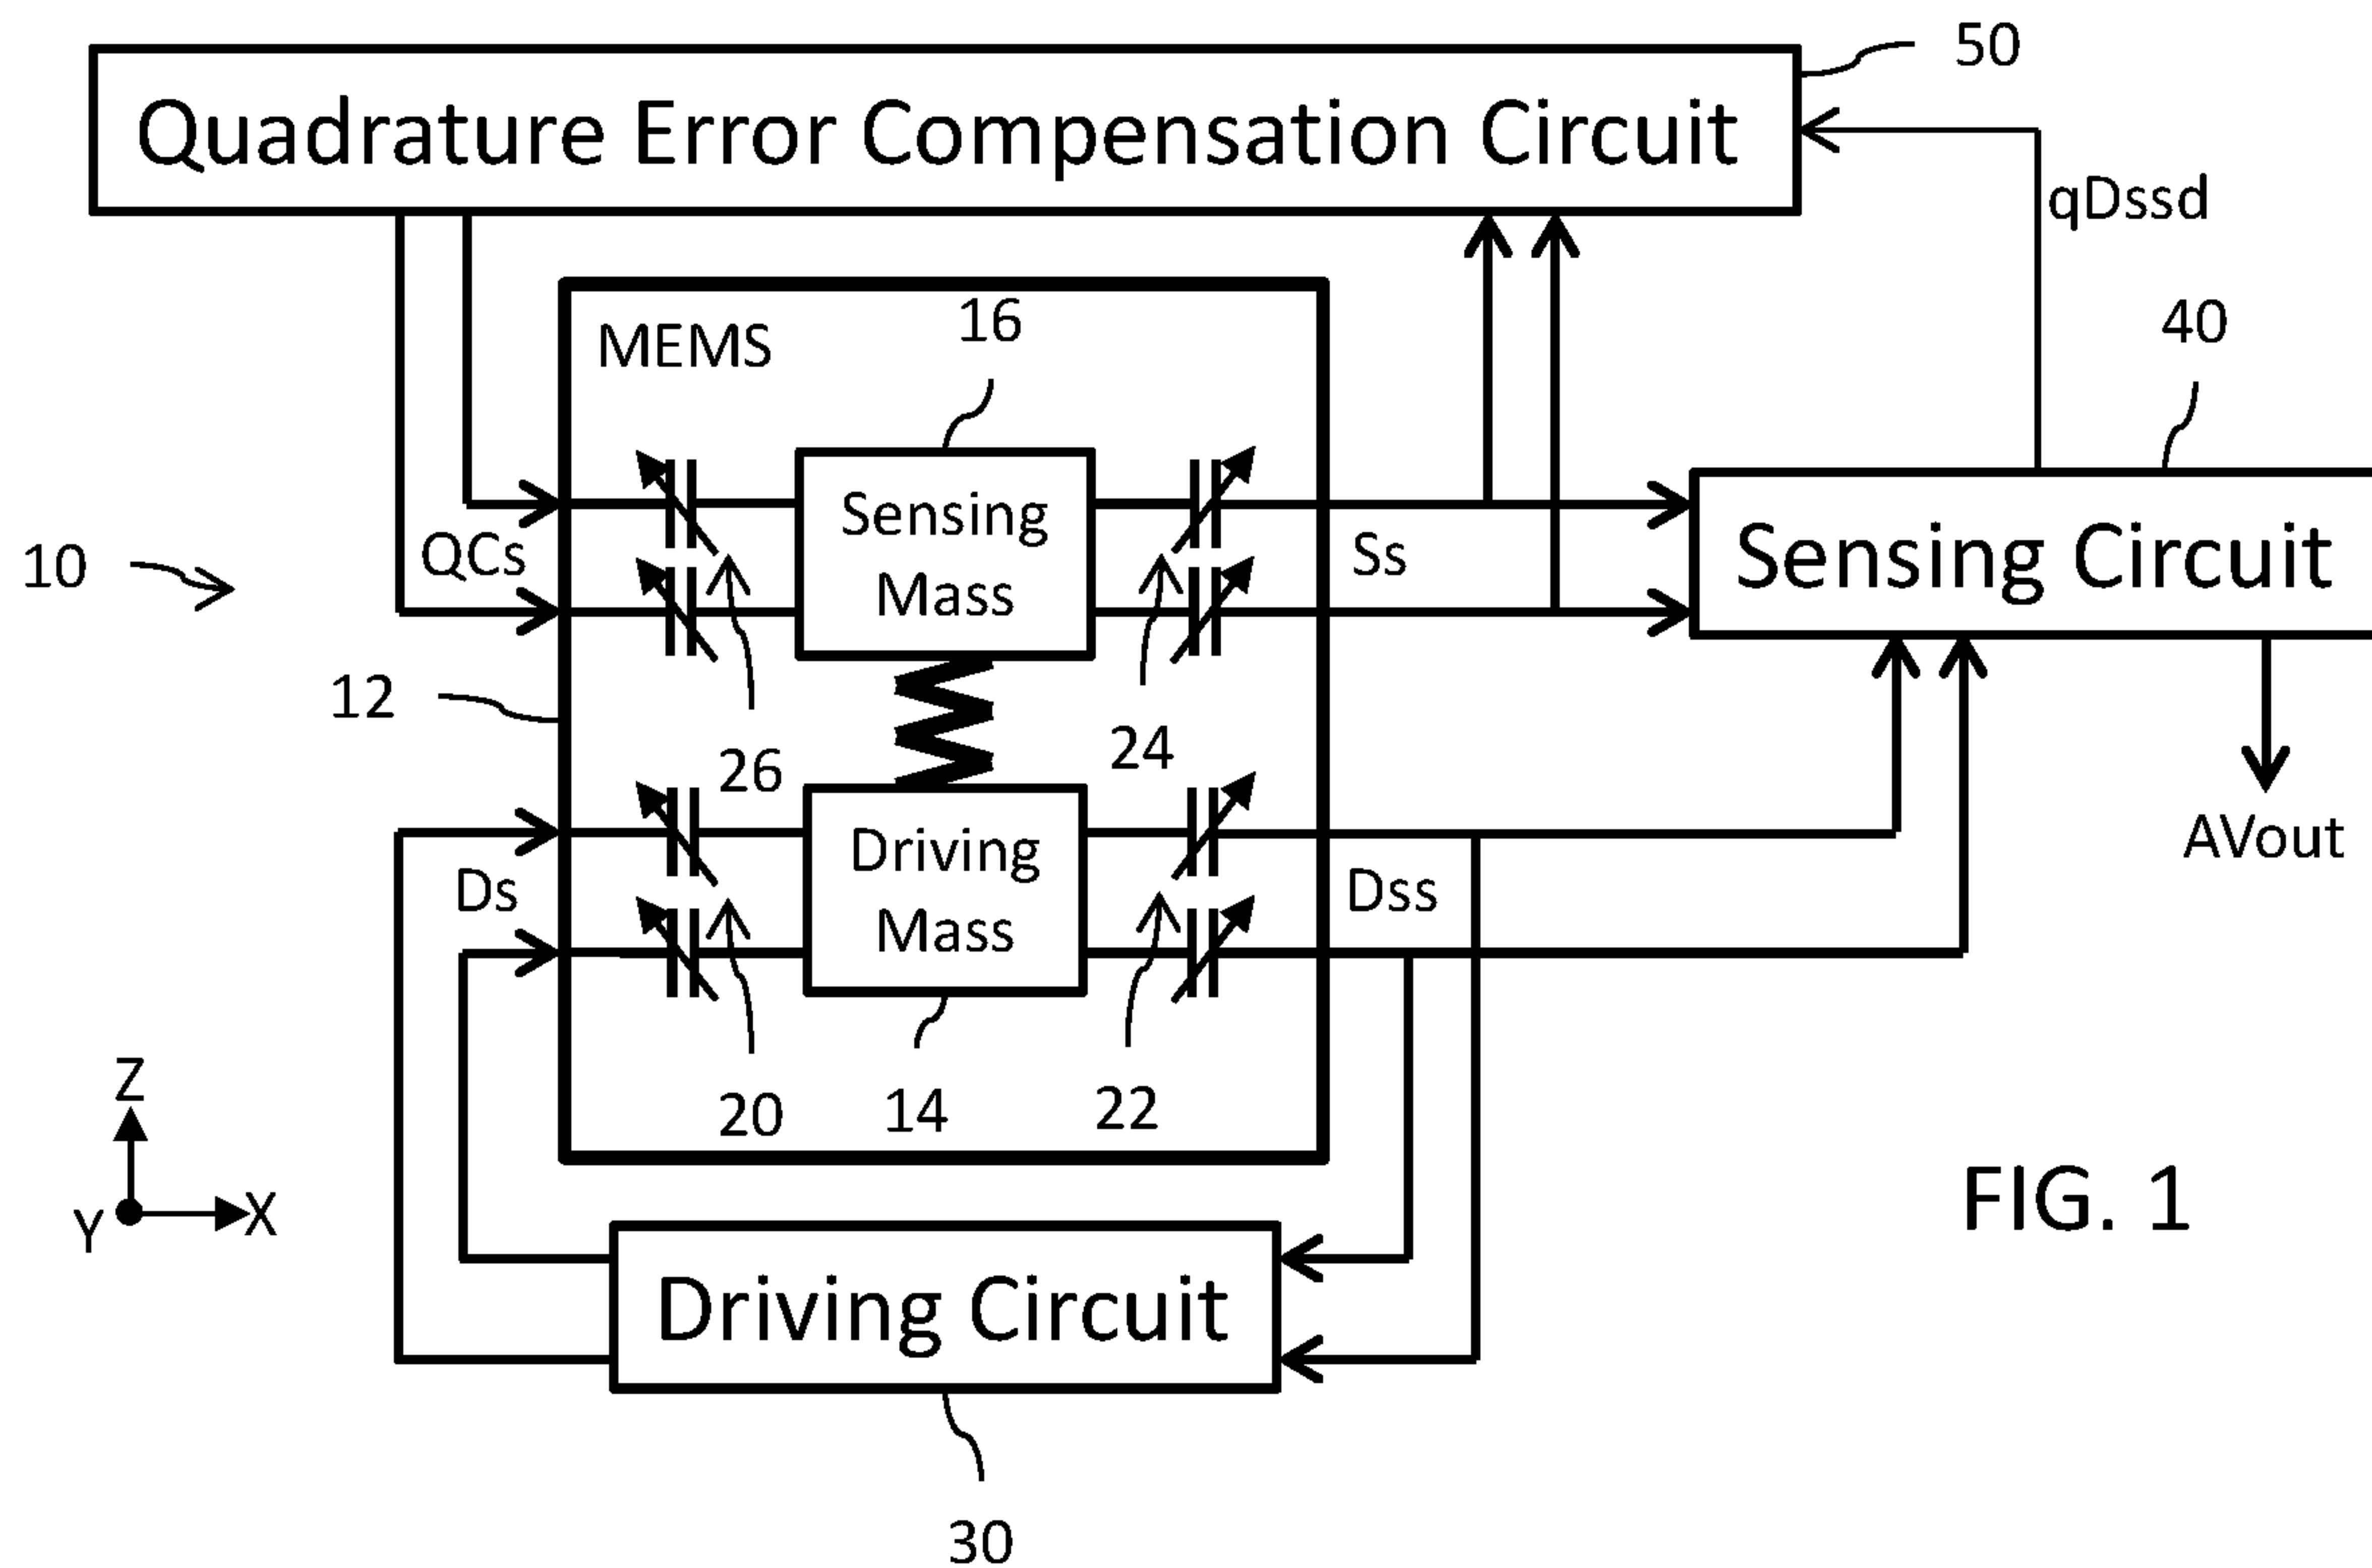 50
Quadrature Error Compensation Circuit
qDssd
MEMS
16
40
Sensing
Mass
QCs
Ss
Sensing Circuit
10
12
26
24
Driving
Mass
Ds
Dss
AVout
20
14
22
Z
Y
X
Driving Circuit
FIG. 1
30